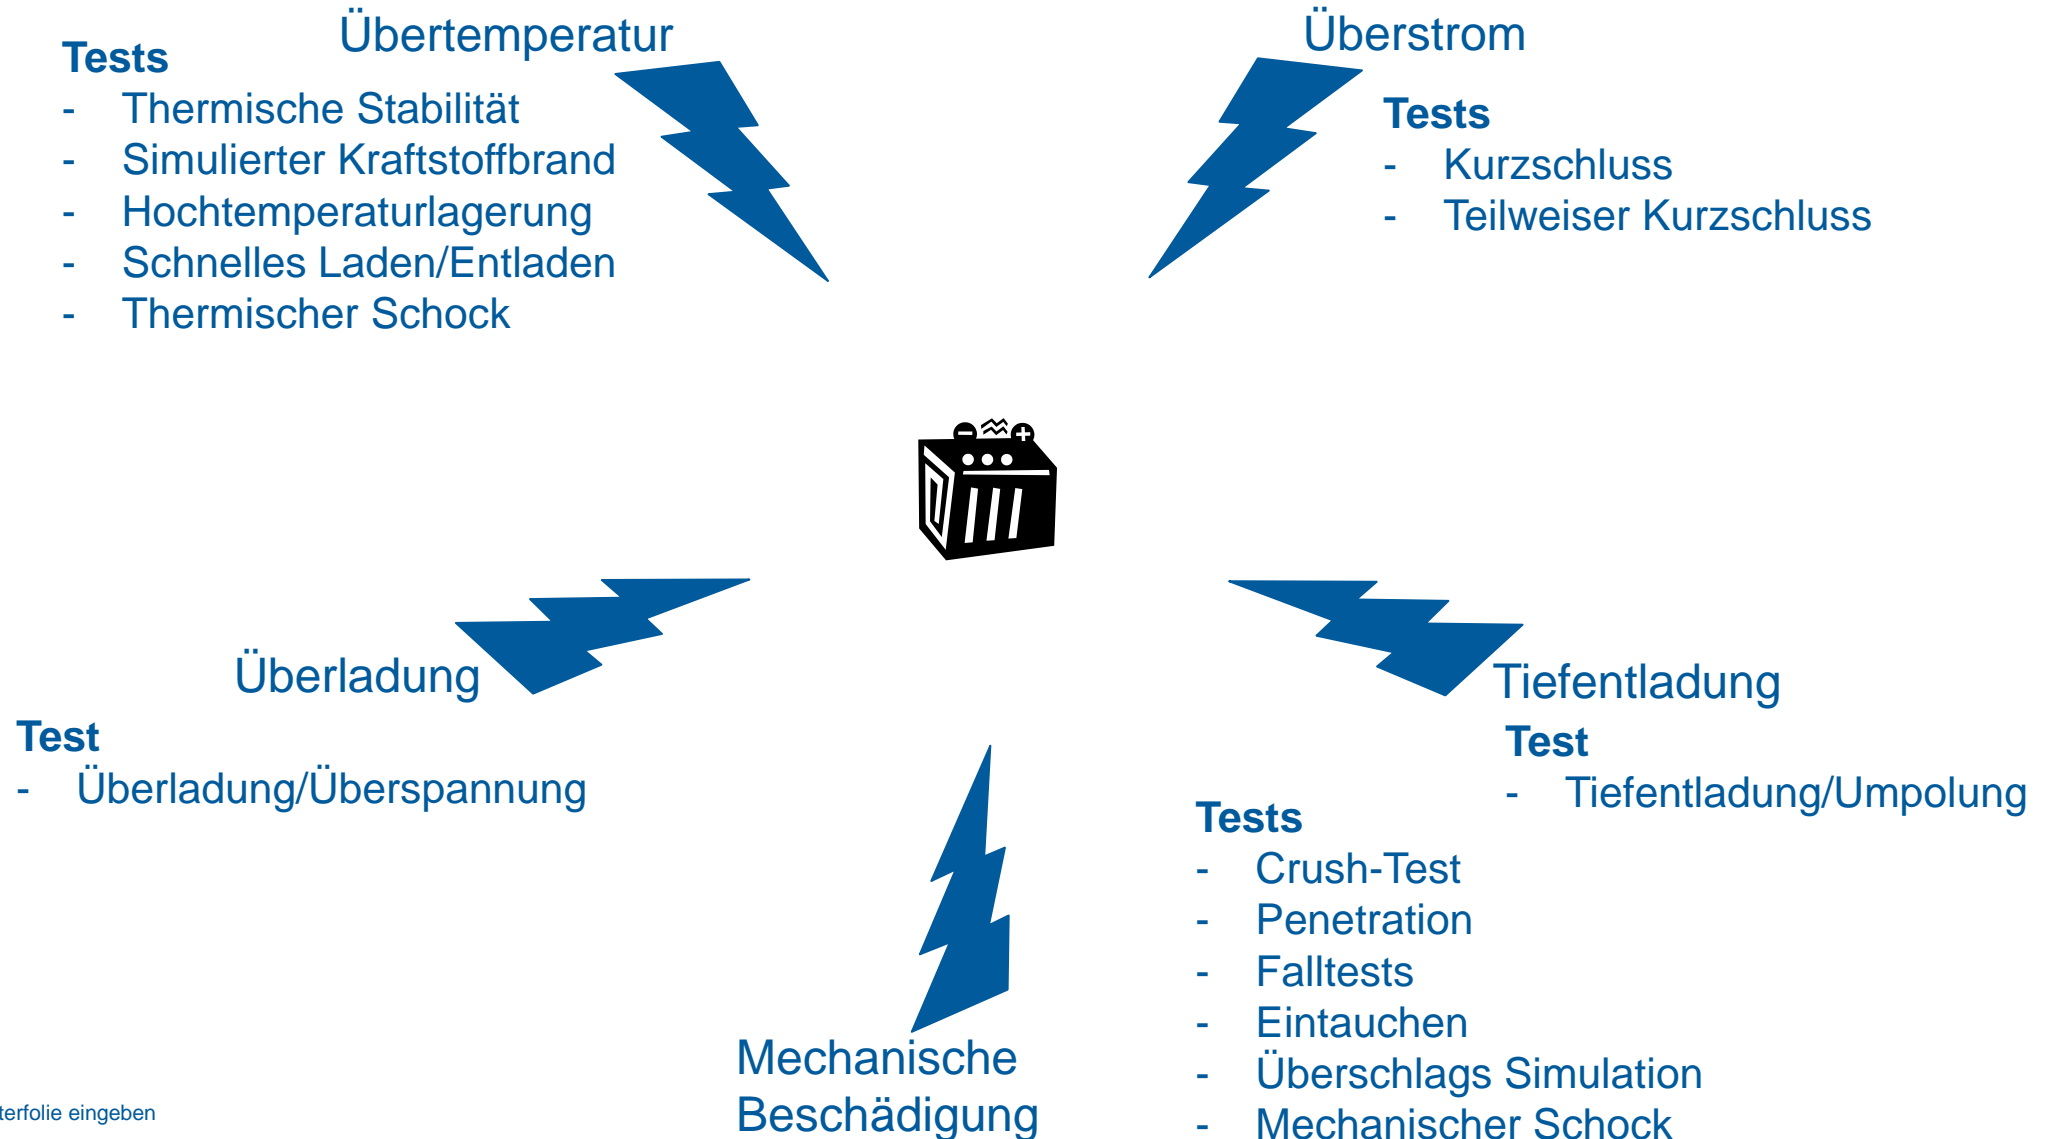 Übertemperatur
Tests
- Thermische Stabilität
- Simulierter Kraftstoffbrand
- Hochtemperaturlagerung
- Schnelles Laden/Entladen
- Thermischer Schock
Überstrom
Tests
- Kurzschluss
- Teilweiser Kurzschluss
Überladung
Test
- Überladung/Überspannung
Tiefentladung
Test
- Tiefentladung/Umpolung
Mechanische
Beschädigung
Tests
- Crush-Test
- Penetration
- Falltests
- Eintauchen
- Überschlags Simulation
- Mechanischer Schock
terfolie eingeben